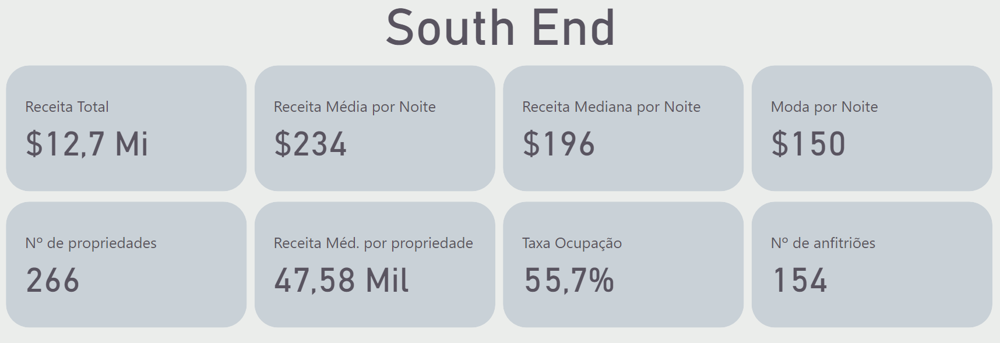 South End
Receita Total
$12,7 Mi
Receita Média por Noite
$234
Receita Mediana por Noite
$196
Moda por Noite
$150
Nº de propriedades
266
Receita Méd. por propriedade
47,58 Mil
Taxa Ocupação
55,7%
Nº de anfitriões
154